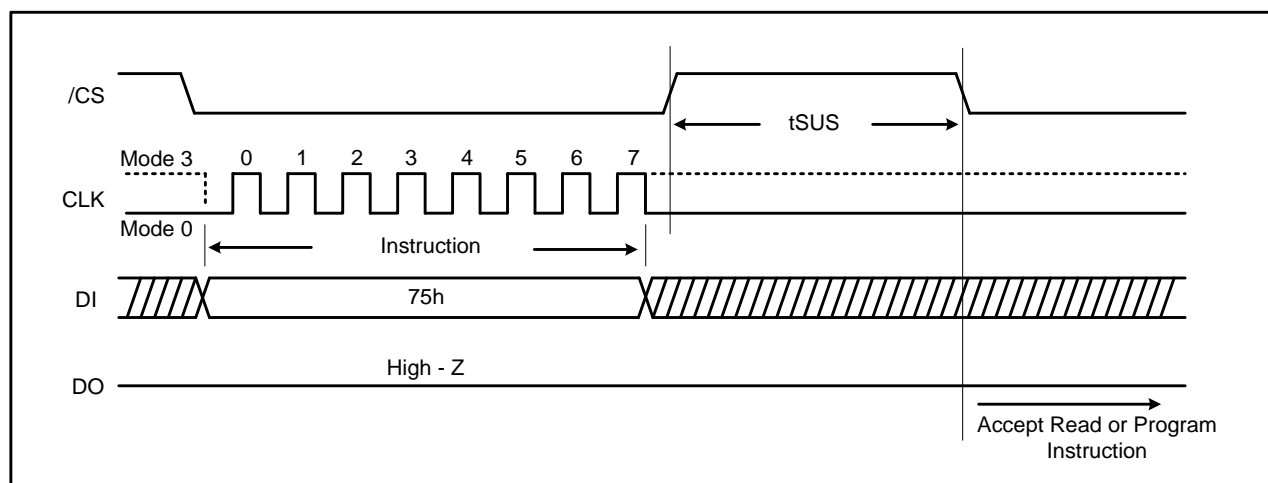 /CS
tSUS
Mode 3
0 1 2 3 4 5 6 7
CLK
Mode 0
Instruction
DI
75h
High - Z
DO
Accept Read or Program
Instruction